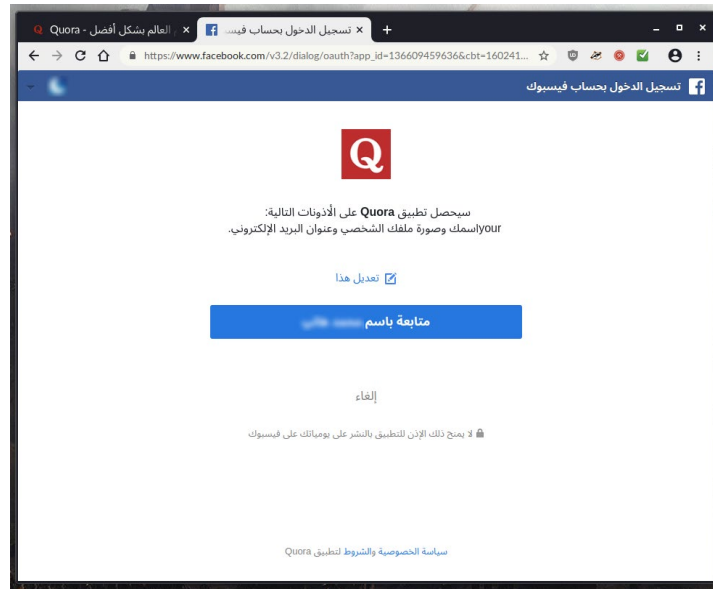 Quora - العالم بشكل أفضل
تسجيل الدخول بحساب فيسـ
https://www.facebook.com/v3.2/dialog/oauth?app_id=136609459636&cbt=160241...
تسجيل الدخول بحساب فيسبوك
Q
سيحصل تطبيق Quora على الأذونات التالية:
yourاسمك وصورة ملفك الشخصي وعنوان البريد الإلكتروني.
تعديل هذا
متابعة باسم
إلغاء
لا يمنح ذلك الإذن للتطبيق بالنشر على يومياتك على فيسبوك
سياسة الخصوصية والشروط لتطبيق Quora